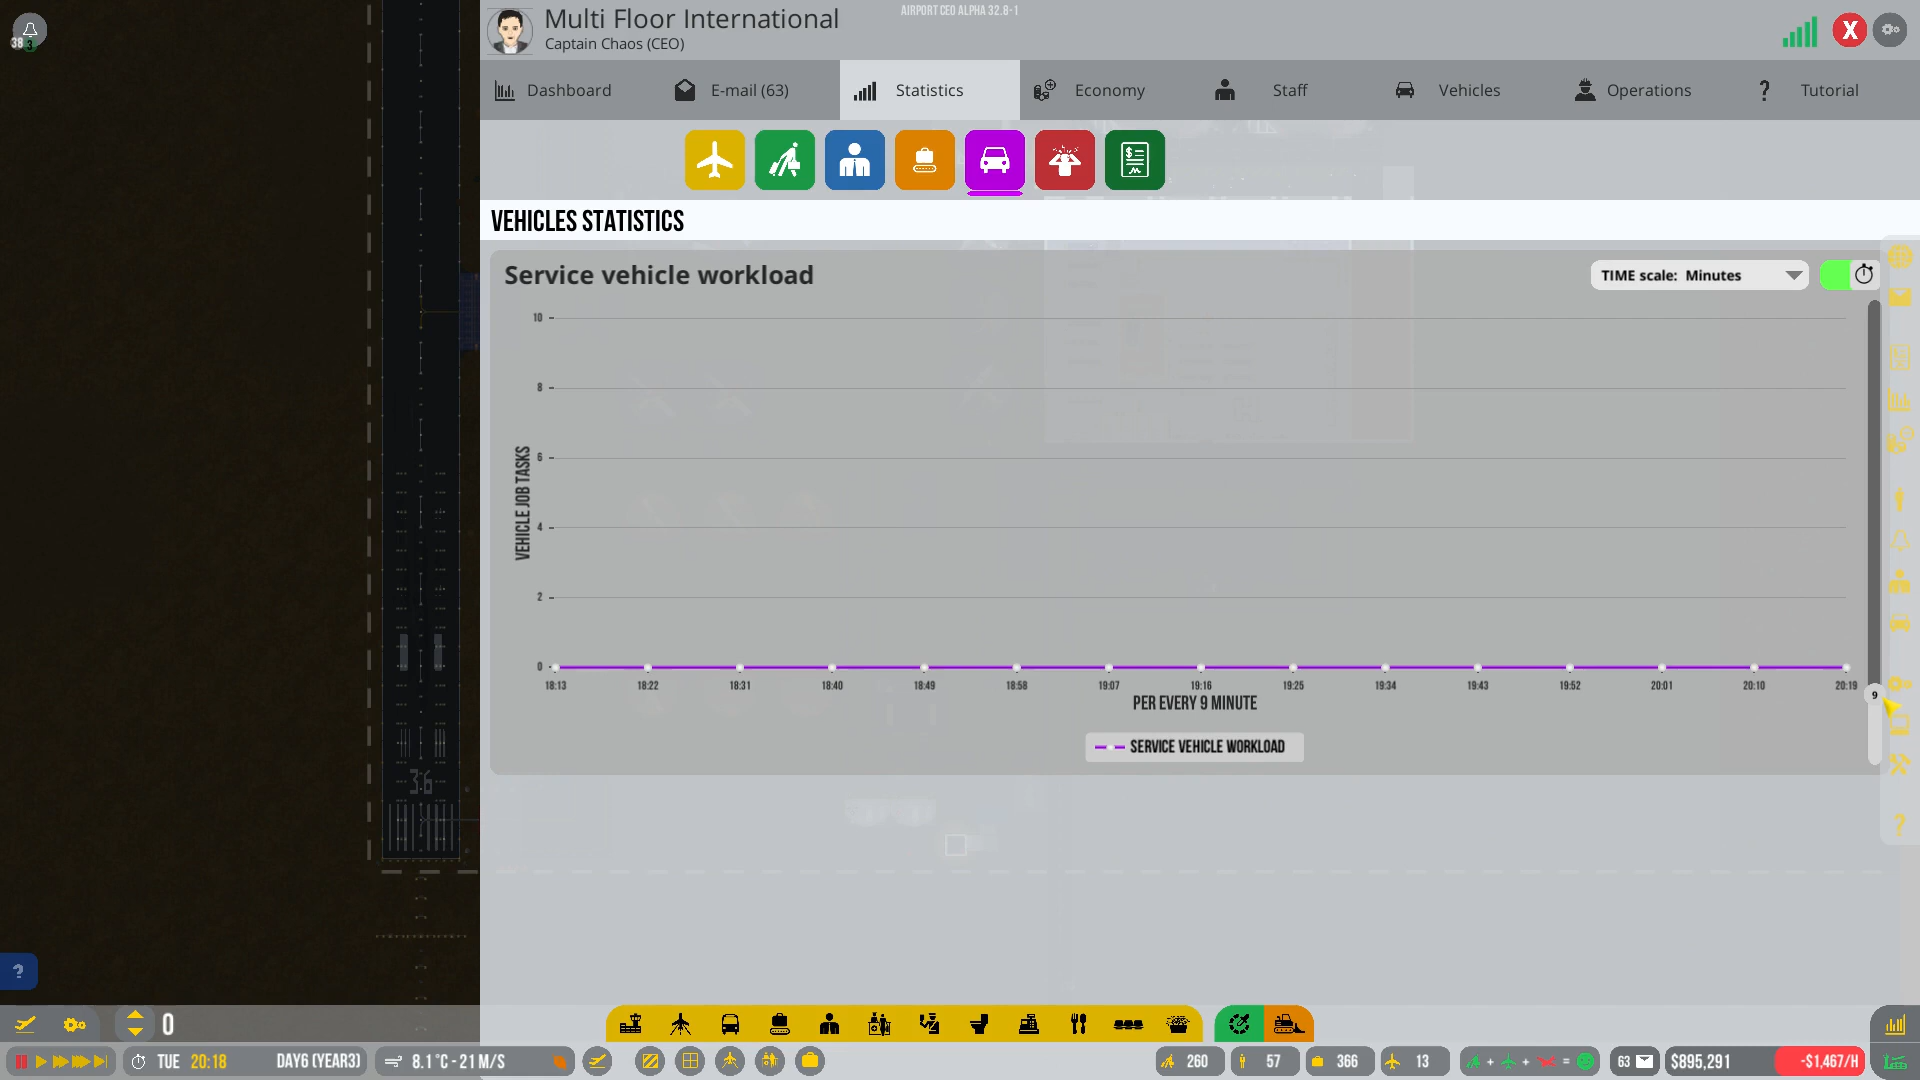 AIRPORT CEO ALPHA 32.8-1
Multi Floor International
Captain Chaos (CEO)
38
3
X
Dashboard
E-mail (63)
Statistics
Economy
Staff
Vehicles
Operations
? Tutorial
VEHICLES STATISTICS
Service vehicle workload
TIME scale: Minutes
VEHICLE JOB TASKS
10
8
6
4
2
0
18:13 18:22 18:31 18:40 18:49 18:58 19:07 19:16 19:25 19:34 19:43 19:52 20:01 20:10 20:19
9
PER EVERY 9 MINUTE
SERVICE VEHICLE WORKLOAD
36
?
?
0
TUE 20:18 DAY6 (YEAR3)
8.1°C - 21 M/S
260
57
366
13
+ + =
63
$895,291
-$1,467/H